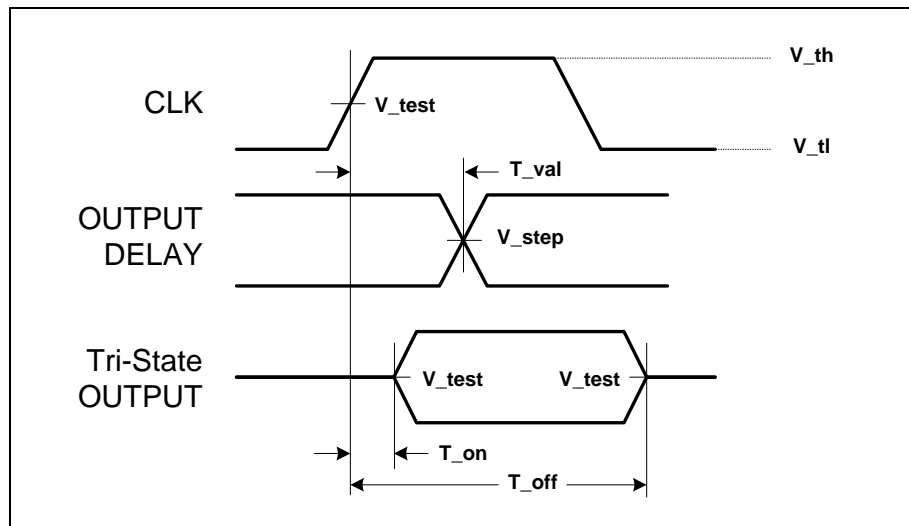 V_th
CLK
V_test
V_tl
T_val
OUTPUT
DELAY
V_step
Tri-State
OUTPUT
V_test
V_test
T_on
T_off